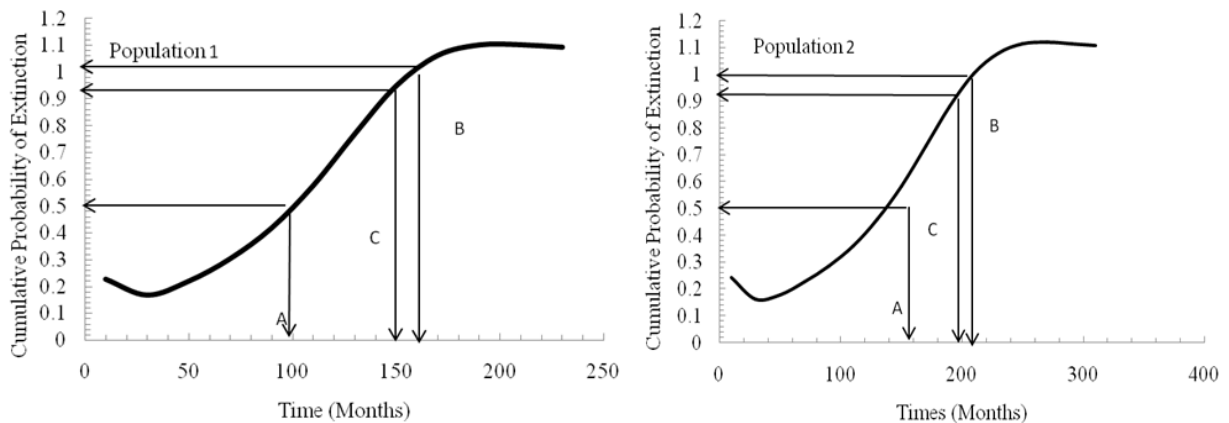 Cumulative Probability of Extinction
1.2
1.1
1
0.9
0.8
0.7
0.6
0.5
0.4
0.3
0.2
0.1
0
Population 1
B
C
A
0 50 100 150 200 250
Time (Months)
Cumulative Probability of Extinction
1.2
1.1
1
0.9
0.8
0.7
0.6
0.5
0.4
0.3
0.2
0.1
0
Population 2
B
C
A
0 100 200 300 400
Times (Months)